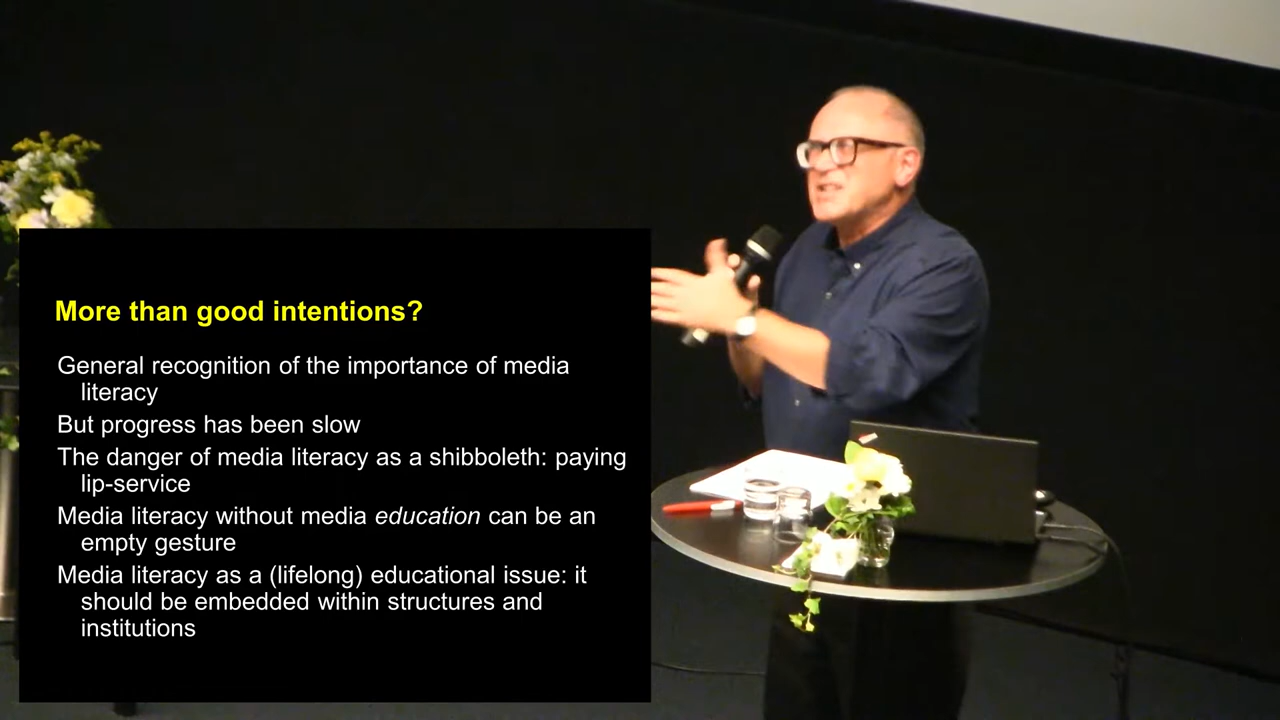 More than good intentions?
General recognition of the importance of media
literacy
But progress has been slow
The danger of media literacy as a shibboleth: paying
lip-service
Media literacy without media education can be an
empty gesture
Media literacy as a (lifelong) educational issue: it
should be embedded within structures and
institutions